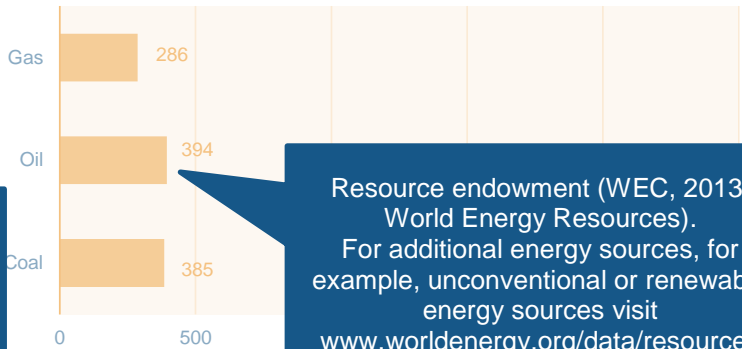 Gas
286
Oil
394
Coal
385
0
500
Resource endowment (WEC, 2013
World Energy Resources).
For additional energy sources, for
example, unconventional or renewab
energy sources visit
www.worldenergy.org/data/resource